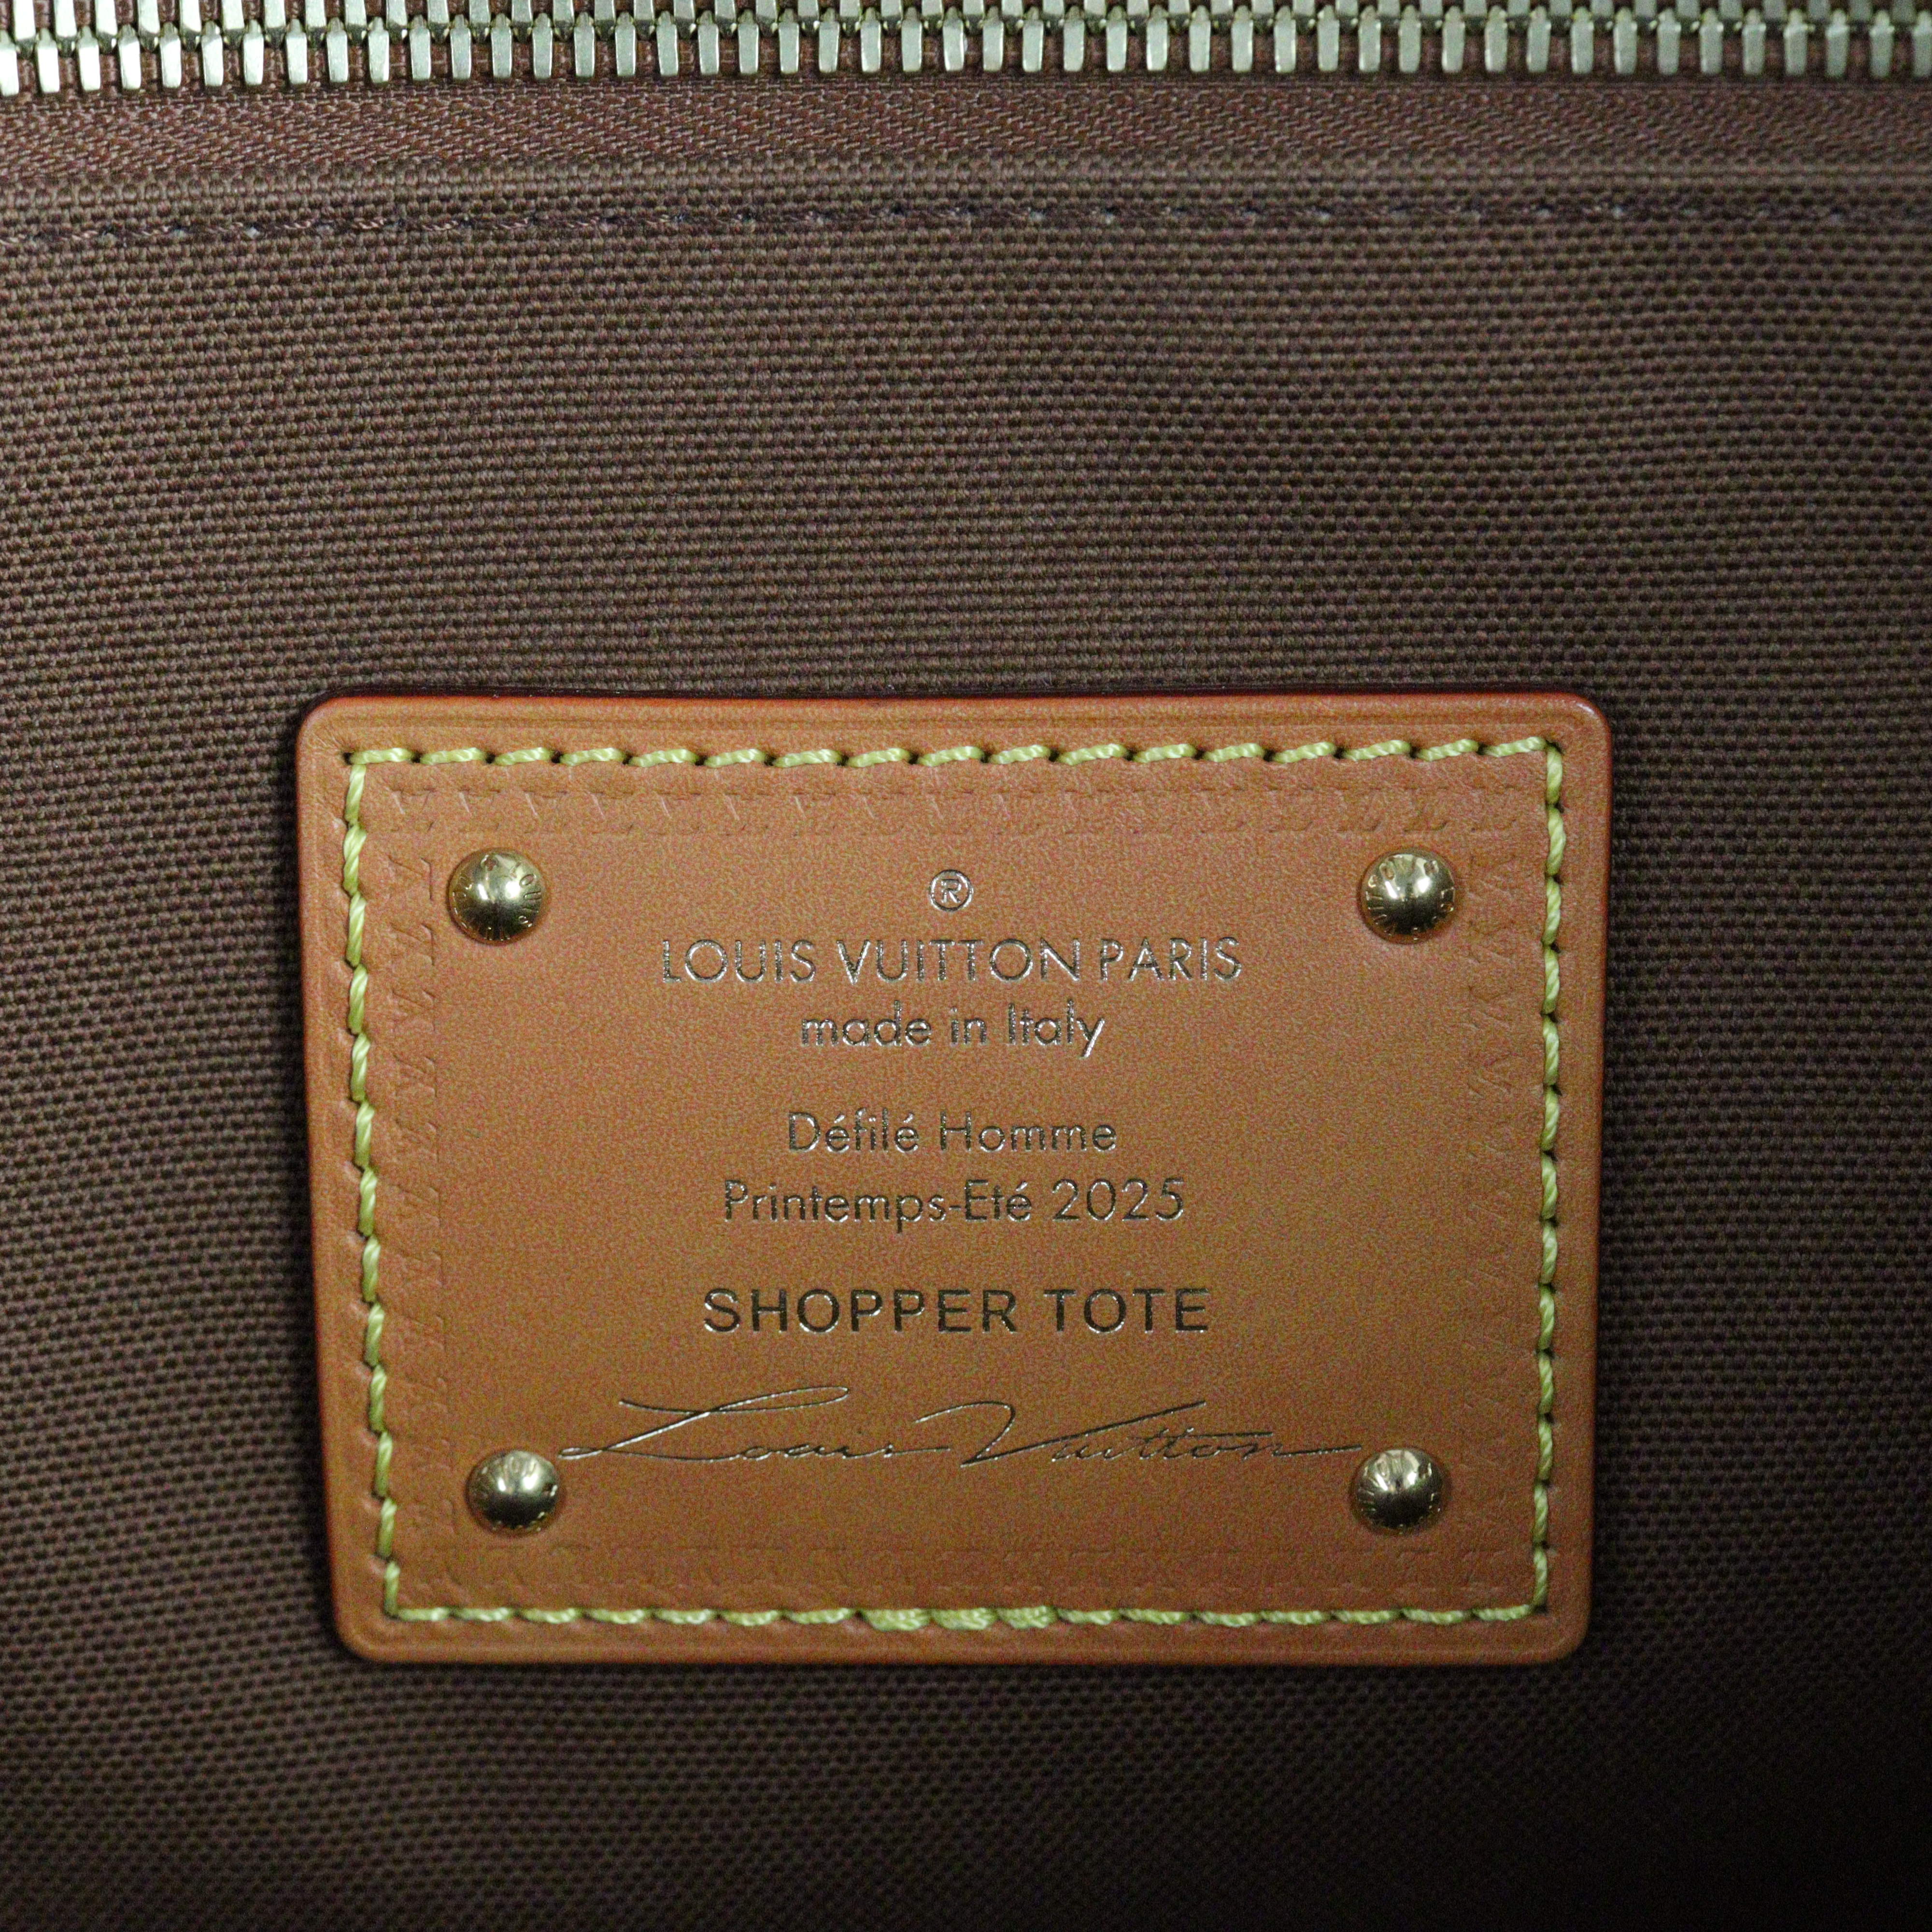 ®
LOUIS VUITTON PARIS
made in Italy
Défilé Homme
Printemps-Eté 2025
SHOPPER TOTE
Louis Vuitton